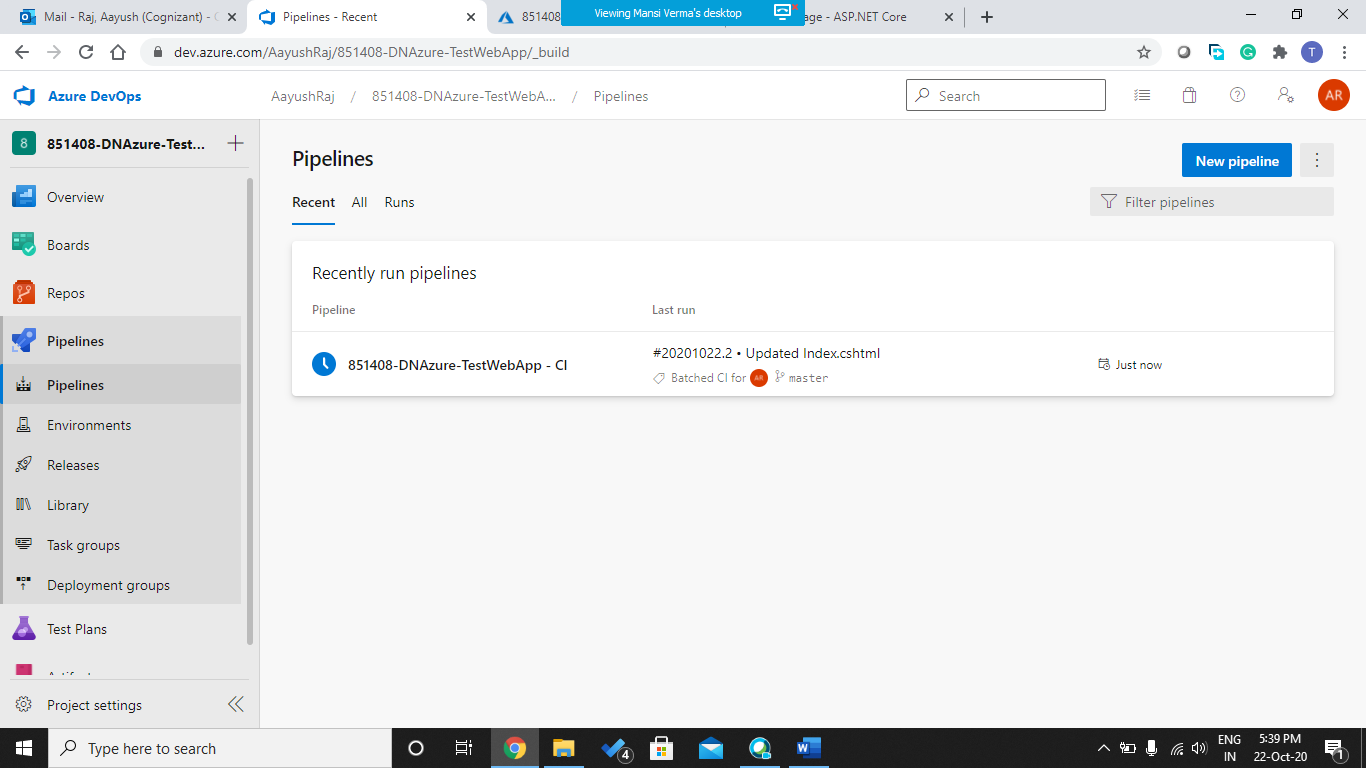 Mail - Raj, Aayush (Cognizant) -
Pipelines - Recent
851408
Viewing Mansi Verma's desktop
age - ASP.NET Core
dev.azure.com/AayushRaj/851408-DNAzure-TestWebApp/_build
T
Azure DevOps
AayushRaj / 851408-DNAzure-TestWebA... / Pipelines
Search
AR
8 851408-DNAzure-Test...
Overview
Boards
Repos
Pipelines
Pipelines
Environments
Releases
Library
Task groups
Deployment groups
Test Plans
Project settings
Pipelines
New pipeline
Recent All Runs
Filter pipelines
Recently run pipelines
Pipeline Last run
851408-DNAzure-TestWebApp - CI
#20201022.2 • Updated Index.cshtml
Batched CI for AR master
Just now
Type here to search
4
ENG
IN
5:39 PM
22-Oct-20
1